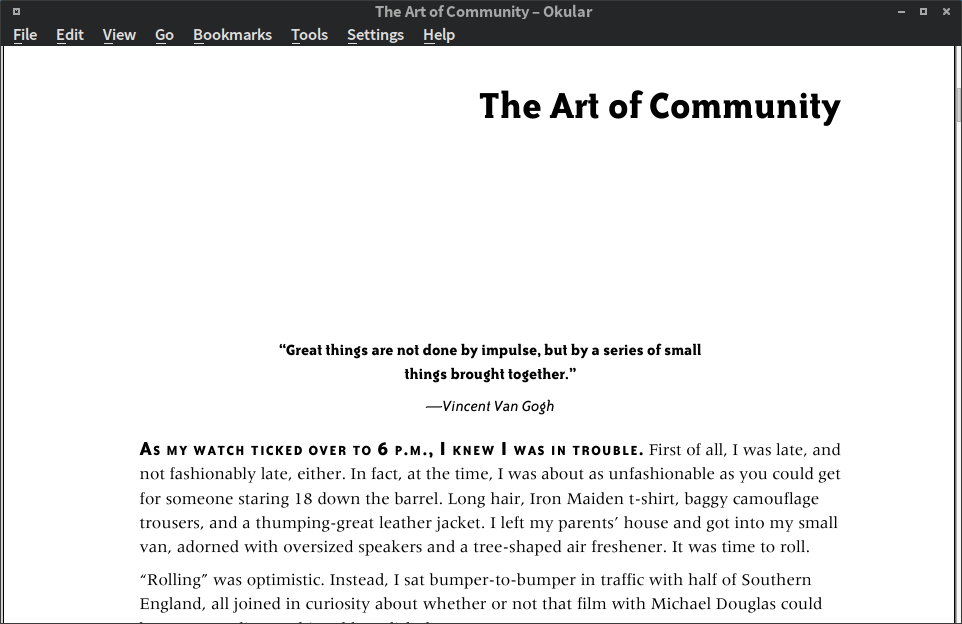 The Art of Community – Okular
File Edit View Go Bookmarks Tools Settings Help
The Art of Community
“Great things are not done by impulse, but by a series of small
things brought together.”
—Vincent Van Gogh
As my watch ticked over to 6 p.m., I knew I was in trouble. First of all, I was late, and
not fashionably late, either. In fact, at the time, I was about as unfashionable as you could get
for someone staring 18 down the barrel. Long hair, Iron Maiden t-shirt, baggy camouflage
trousers, and a thumping-great leather jacket. I left my parents’ house and got into my small
van, adorned with oversized speakers and a tree-shaped air freshener. It was time to roll.
“Rolling” was optimistic. Instead, I sat bumper-to-bumper in traffic with half of Southern
England, all joined in curiosity about whether or not that film with Michael Douglas could